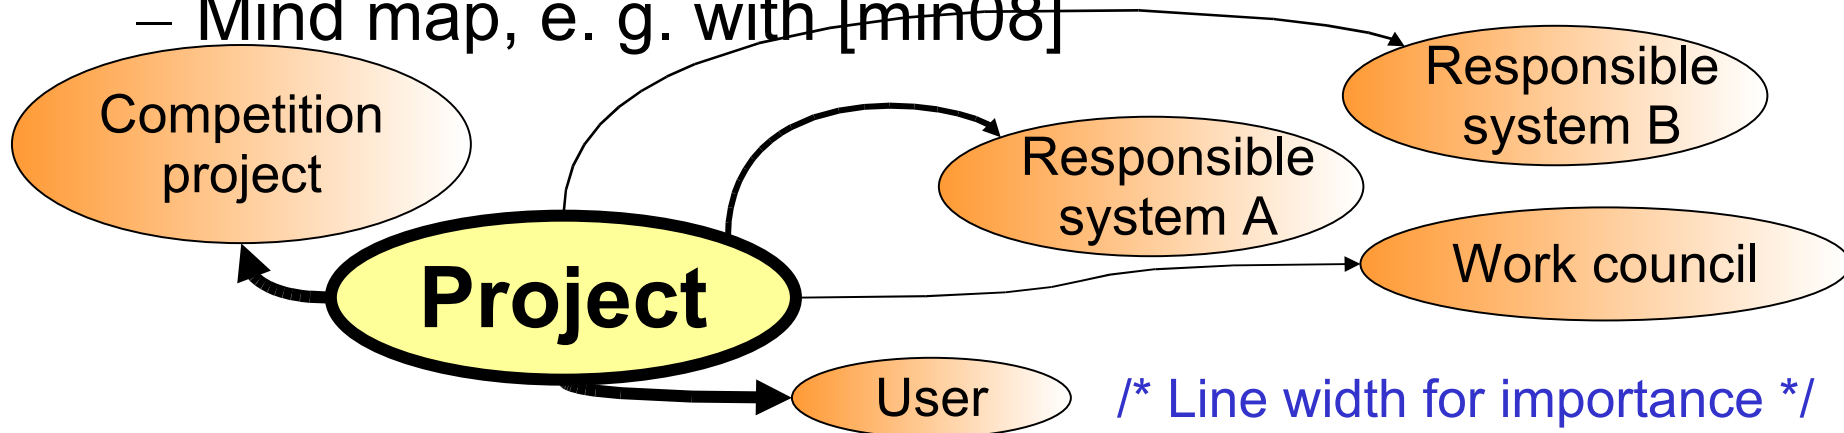 – Mind map, e. g. with [min08]
Competition
project
Responsible
system B
Responsible
system A
Work council
Project
User
/* Line width for importance */